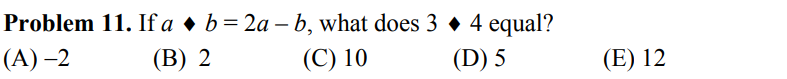 Problem 11. If a ♦ b = 2a – b, what does 3 ♦ 4 equal?
(A) –2 (B) 2 (C) 10 (D) 5 (E) 12